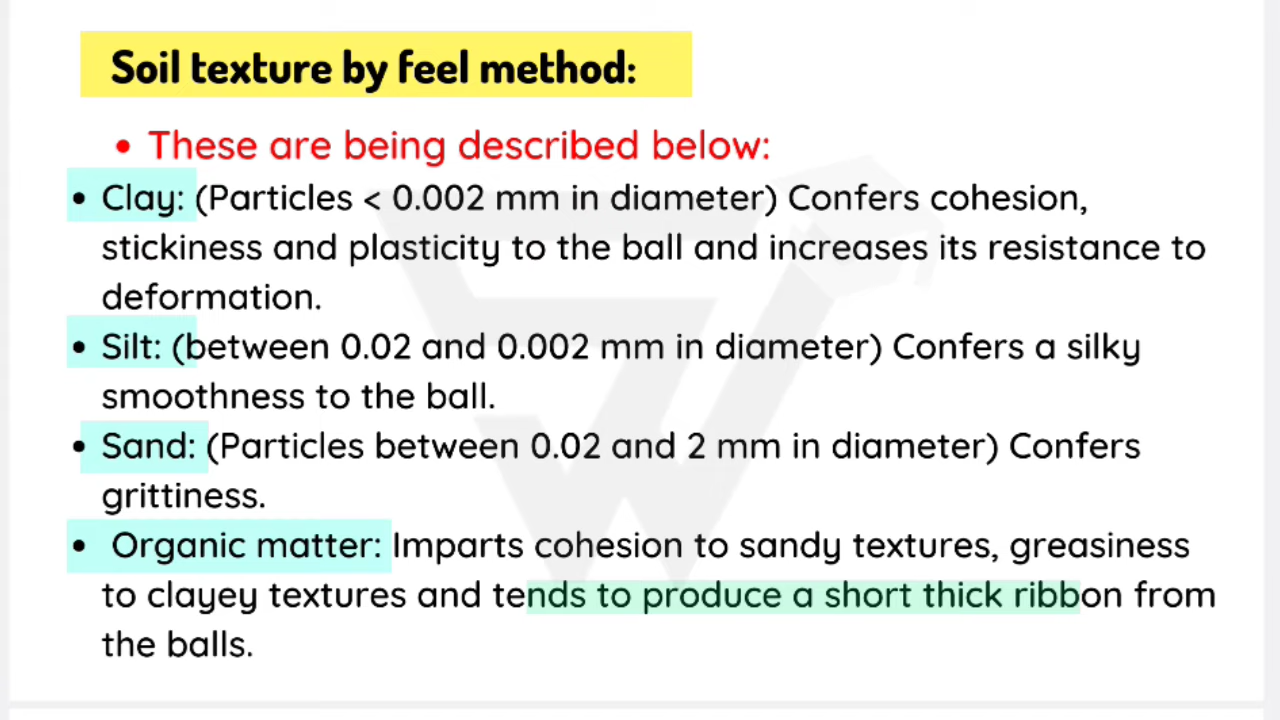 Soil texture by feel method:
• These are being described below:
• Clay: (Particles < 0.002 mm in diameter) Confers cohesion,
stickiness and plasticity to the ball and increases its resistance to
deformation.
• Silt: (between 0.02 and 0.002 mm in diameter) Confers a silky
smoothness to the ball.
• Sand: (Particles between 0.02 and 2 mm in diameter) Confers
grittiness.
• Organic matter: Imparts cohesion to sandy textures, greasiness
to clayey textures and tends to produce a short thick ribbon from
the balls.